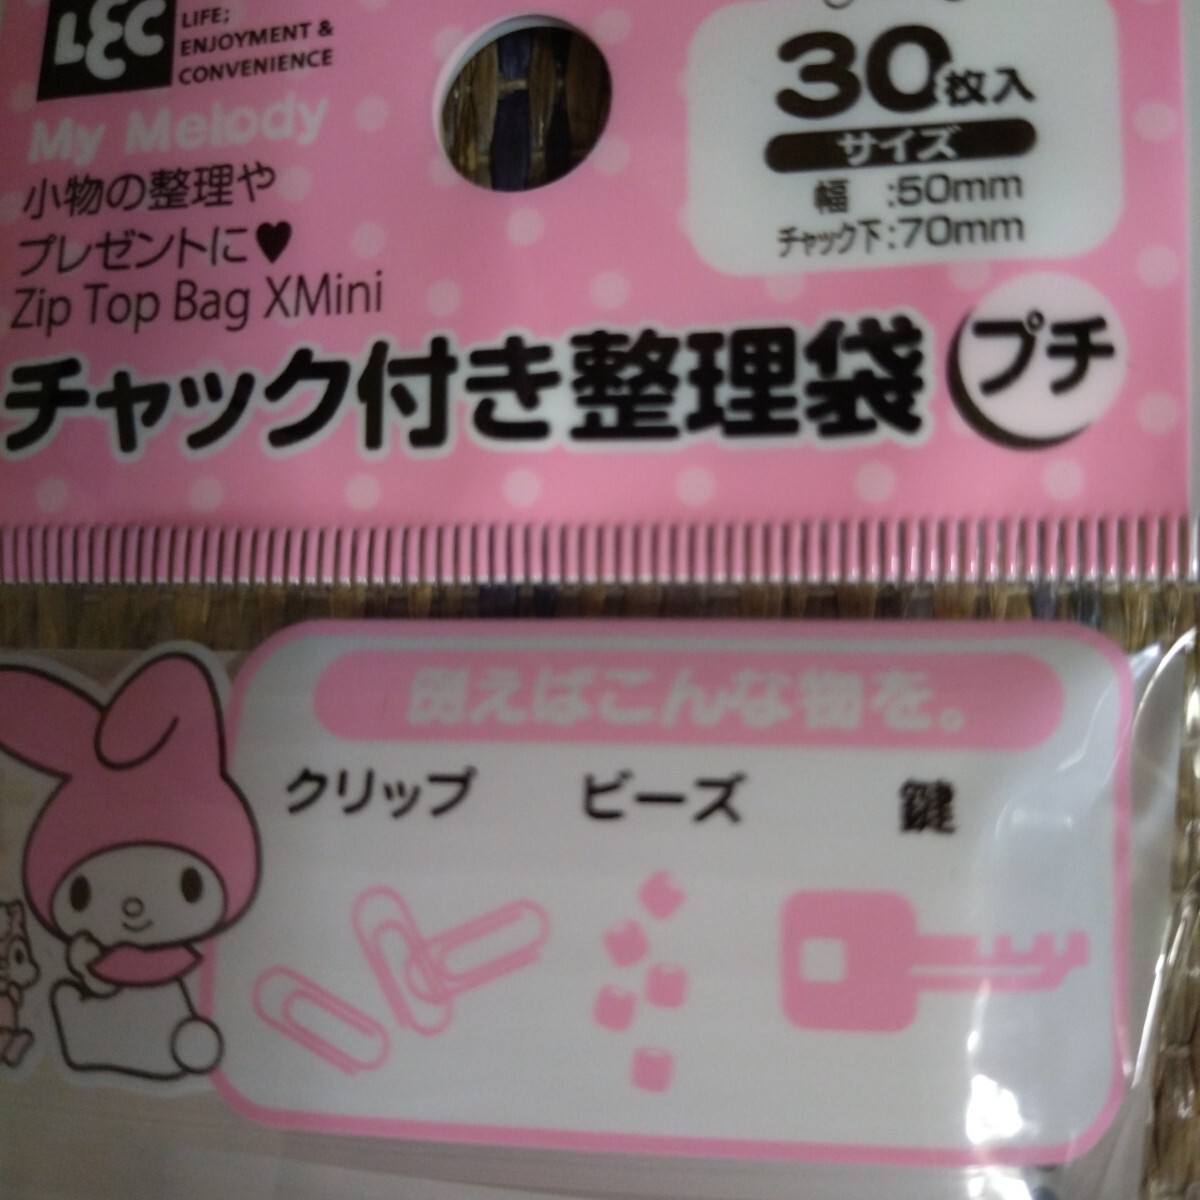 LEC
LIFE;
ENJOYMENT &
CONVENIENCE
My Melody
小物の整理や
プレゼントに♥
Zip Top Bag XMini
30枚入
サイズ
幅 :50mm
チャック下:70mm
チャック付き整理袋
プチ
例えばこんな物を。
クリップ
ビーズ
鍵